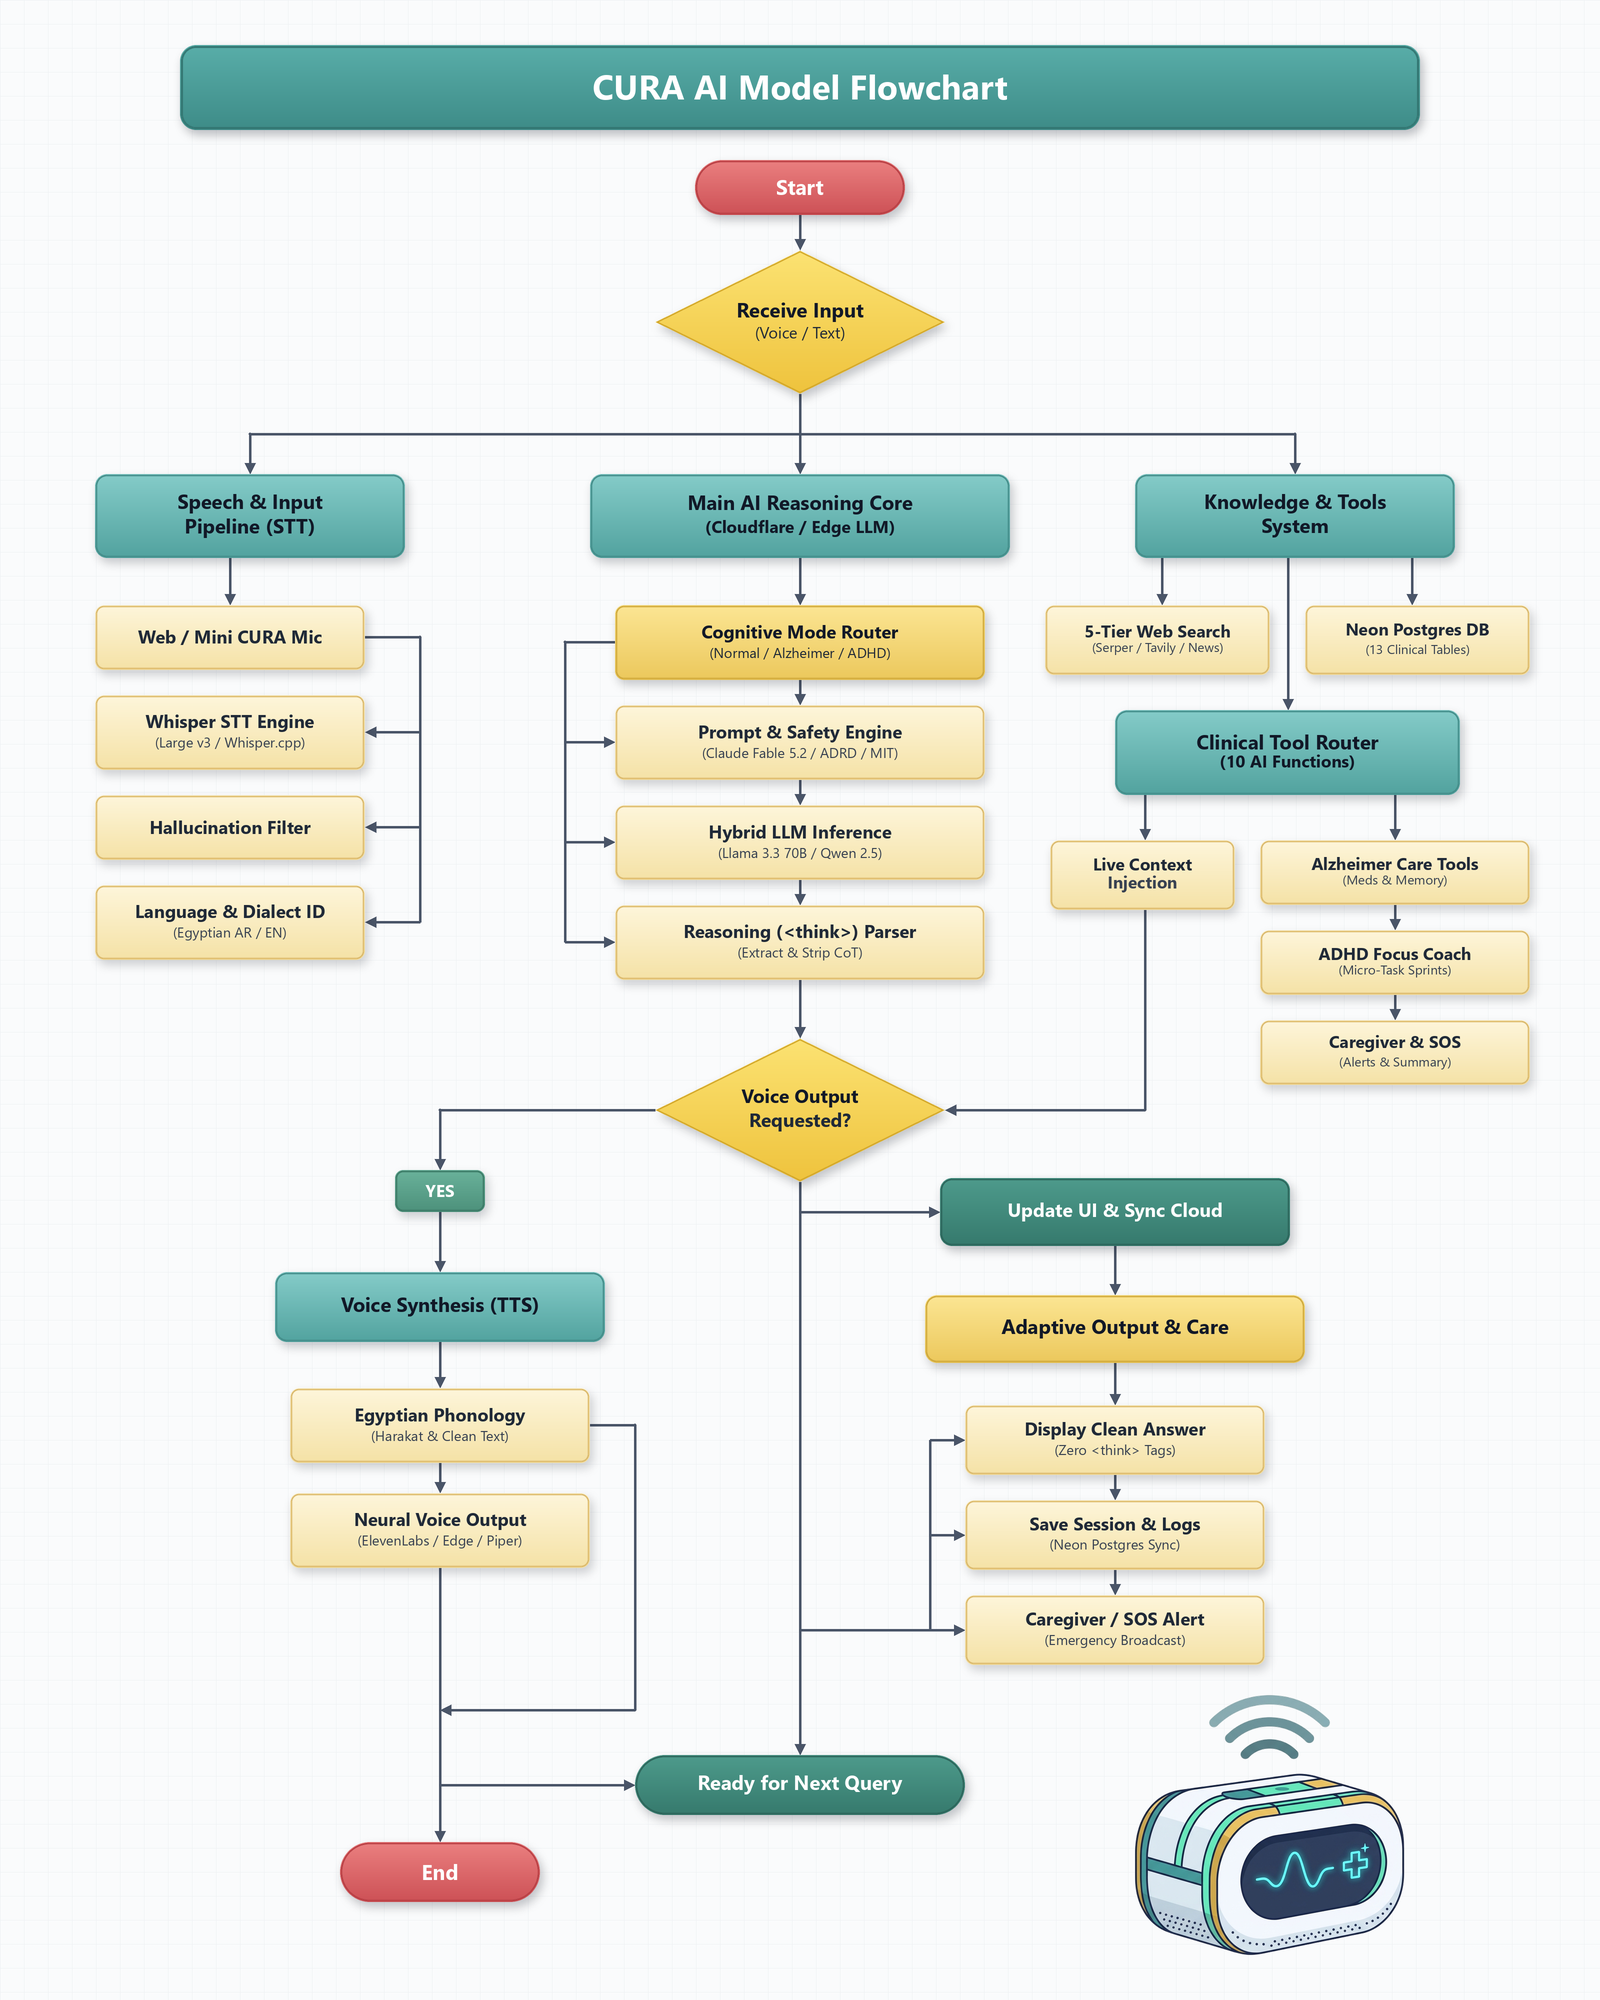 CURA AI Model Flowchart
Start
Receive Input
(Voice / Text)
Speech & Input
Pipeline (STT)
Main AI Reasoning Core
(Cloudflare / Edge LLM)
Knowledge & Tools
System
Web / Mini CURA Mic
Whisper STT Engine
(Large v3 / Whisper.cpp)
Hallucination Filter
Language & Dialect ID
(Egyptian AR / EN)
Cognitive Mode Router
(Normal / Alzheimer / ADHD)
Prompt & Safety Engine
(Claude Fable 5.2 / ADRD / MIT)
Hybrid LLM Inference
(Llama 3.3 70B / Qwen 2.5)
Reasoning (<think>) Parser
(Extract & Strip CoT)
5-Tier Web Search
(Serper / Tavily / News)
Neon Postgres DB
(13 Clinical Tables)
Clinical Tool Router
(10 AI Functions)
Live Context
Injection
Alzheimer Care Tools
(Meds & Memory)
ADHD Focus Coach
(Micro-Task Sprints)
Caregiver & SOS
(Alerts & Summary)
Voice Output
Requested?
YES
Voice Synthesis (TTS)
Egyptian Phonology
(Harakat & Clean Text)
Neural Voice Output
(ElevenLabs / Edge / Piper)
Update UI & Sync Cloud
Adaptive Output & Care
Display Clean Answer
(Zero <think> Tags)
Save Session & Logs
(Neon Postgres Sync)
Caregiver / SOS Alert
(Emergency Broadcast)
Ready for Next Query
End